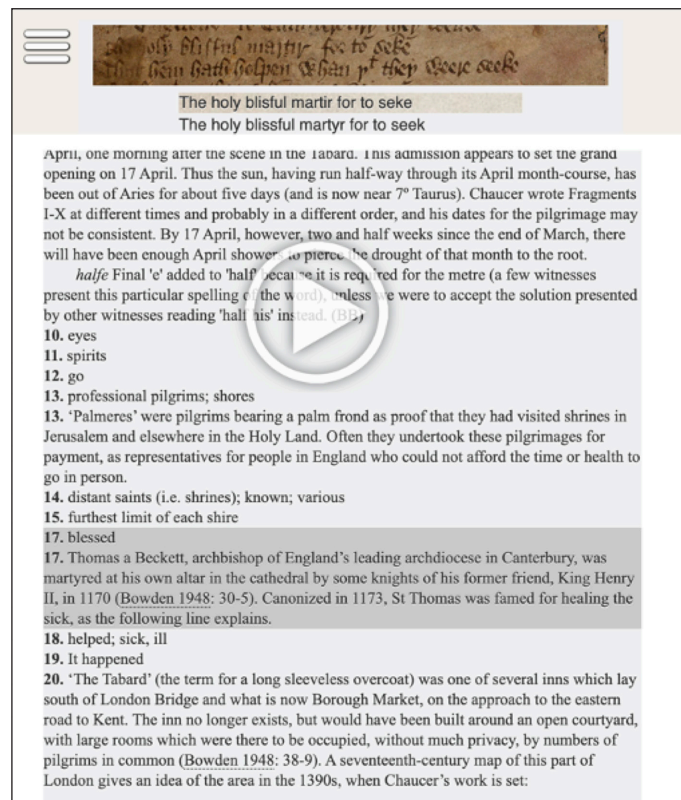 The holy blisful martir for to seke
that hem hath holpen whan þt they weere seeke
The holy blisful martir for to seke
The holy blissful martyr for to seek
April, one morning after the scene in the Tabard. This admission appears to set the grand
opening on 17 April. Thus the sun, having run half-way through its April month-course, has
been out of Aries for about five days (and is now near 7º Taurus). Chaucer wrote Fragments
I-X at different times and probably in a different order, and his dates for the pilgrimage may
not be consistent. By 17 April, however, two and half weeks since the end of March, there
will have been enough April showers to pierce the drought of that month to the root.
halfe Final 'e' added to 'half' because it is required for the metre (a few witnesses
present this particular spelling of the word), unless we were to accept the solution presented
by other witnesses reading 'half his' instead. (BB)
10. eyes
11. spirits
12. go
13. professional pilgrims; shores
13. ‘Palmeres’ were pilgrims bearing a palm frond as proof that they had visited shrines in
Jerusalem and elsewhere in the Holy Land. Often they undertook these pilgrimages for
payment, as representatives for people in England who could not afford the time or health to
go in person.
14. distant saints (i.e. shrines); known; various
15. furthest limit of each shire
17. blessed
17. Thomas a Beckett, archbishop of England’s leading archdiocese in Canterbury, was
martyred at his own altar in the cathedral by some knights of his former friend, King Henry
II, in 1170 (Bowden 1948: 30-5). Canonized in 1173, St Thomas was famed for healing the
sick, as the following line explains.
18. helped; sick, ill
19. It happened
20. ‘The Tabard’ (the term for a long sleeveless overcoat) was one of several inns which lay
south of London Bridge and what is now Borough Market, on the approach to the eastern
road to Kent. The inn no longer exists, but would have been built around an open courtyard,
with large rooms which were there to be occupied, without much privacy, by numbers of
pilgrims in common (Bowden 1948: 38-9). A seventeenth-century map of this part of
London gives an idea of the area in the 1390s, when Chaucer’s work is set: